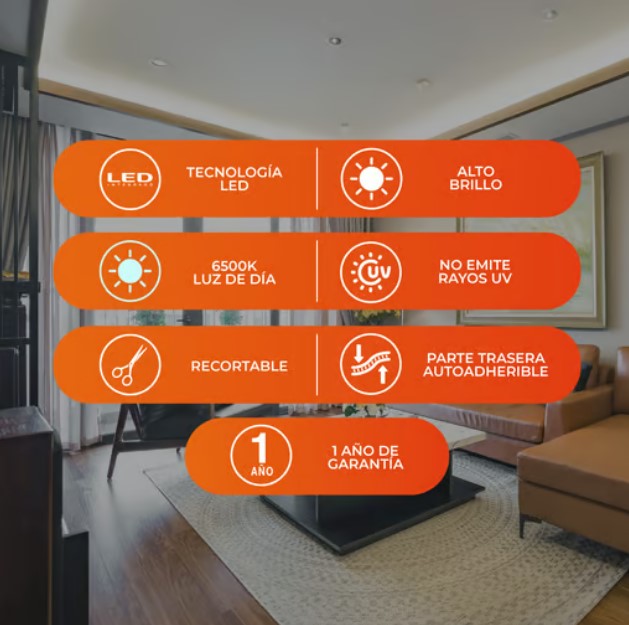 LED
INTEGRADO
TECNOLOGÍA
LED
ALTO
BRILLO
6500K
LUZ DE DÍA
UV
NO EMITE
RAYOS UV
RECORTABLE
PARTE TRASERA
AUTOADHERIBLE
1
AÑO
1 AÑO DE
GARANTÍA